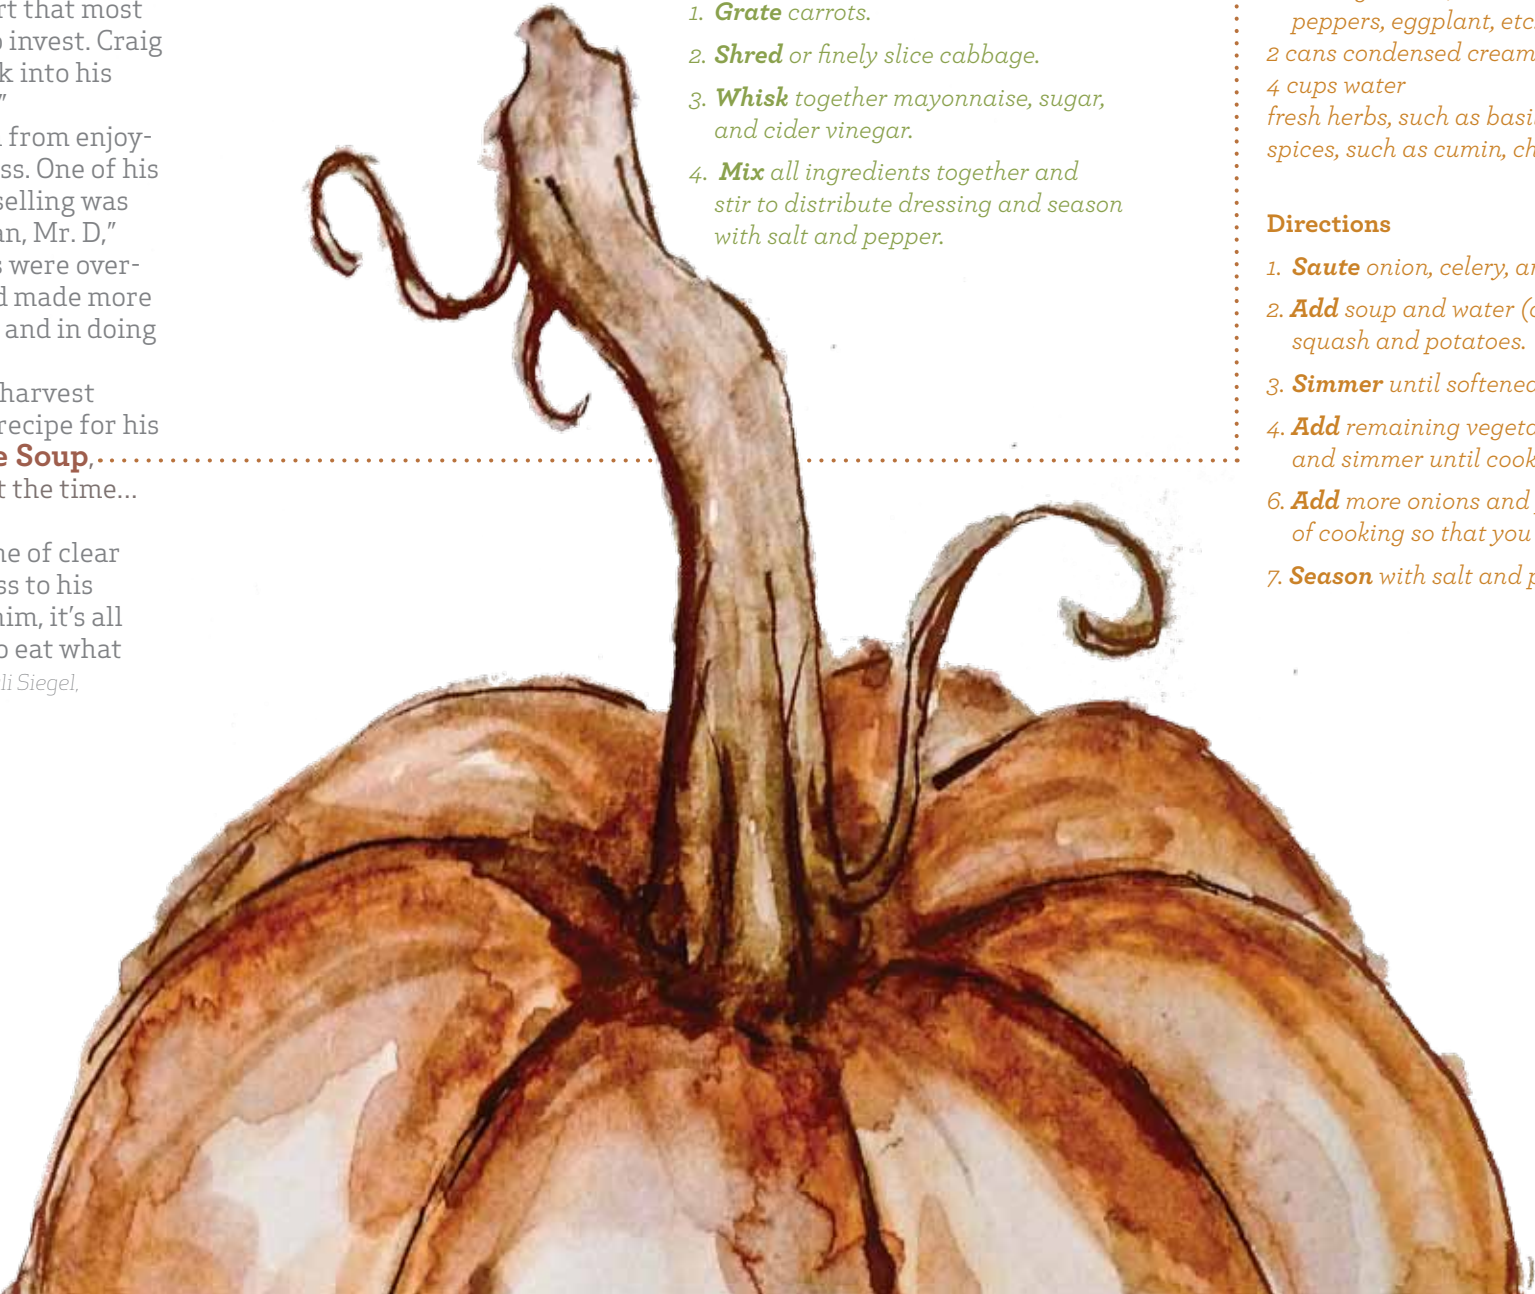 rt that most
o invest. Craig
k into his
”
from enjoy-
ss. One of his
selling was
an, Mr. D,”
s were over-
d made more
and in doing
harvest
recipe for his
e Soup,
t the time...
ne of clear
ss to his
him, it’s all
o eat what
li Siegel,
1. Grate carrots.
2. Shred or finely slice cabbage.
3. Whisk together mayonnaise, sugar,
and cider vinegar.
4. Mix all ingredients together and
stir to distribute dressing and season
with salt and pepper.
peppers, eggplant, etc
2 cans condensed cream
4 cups water
fresh herbs, such as basi
spices, such as cumin, ch
Directions
1. Saute onion, celery, an
2. Add soup and water (
squash and potatoes.
3. Simmer until softened
4. Add remaining vegeta
and simmer until cook
6. Add more onions and
of cooking so that you
7. Season with salt and p